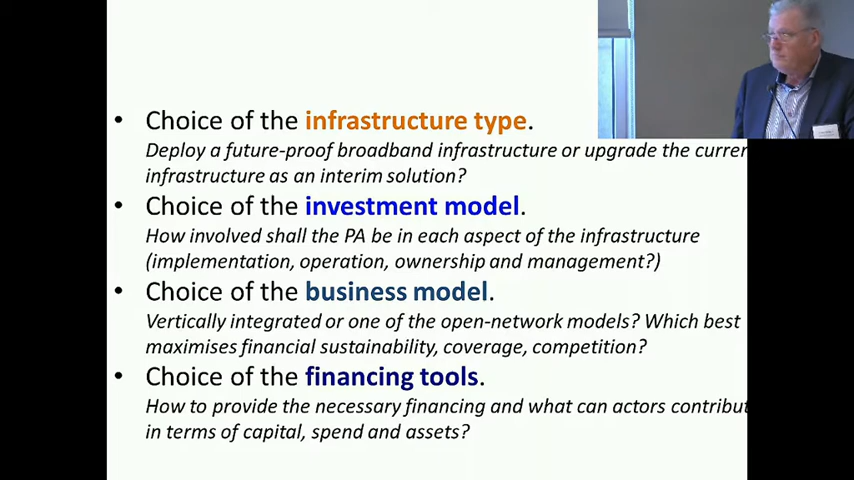 • Choice of the infrastructure type.
Deploy a future-proof broadband infrastructure or upgrade the curren
infrastructure as an interim solution?
• Choice of the investment model.
How involved shall the PA be in each aspect of the infrastructure
(implementation, operation, ownership and management?)
• Choice of the business model.
Vertically integrated or one of the open-network models? Which best
maximises financial sustainability, coverage, competition?
• Choice of the financing tools.
How to provide the necessary financing and what can actors contribut
in terms of capital, spend and assets?